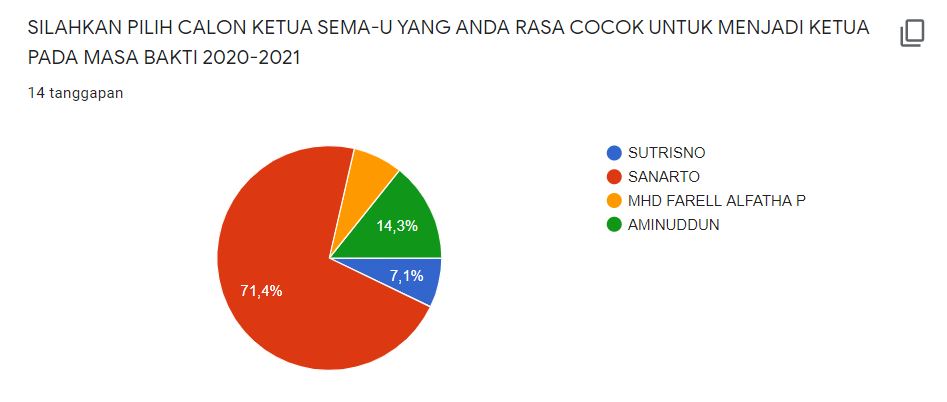 SILAHKAN PILIH CALON KETUA SEMA-U YANG ANDA RASA COCOK UNTUK MENJADI KETUA
PADA MASA BAKTI 2020-2021
14 tanggapan
SUTRISNO
SANARTO
MHD FARELL ALFATHA P
AMINUDDUN
14,3%
7,1%
71,4%